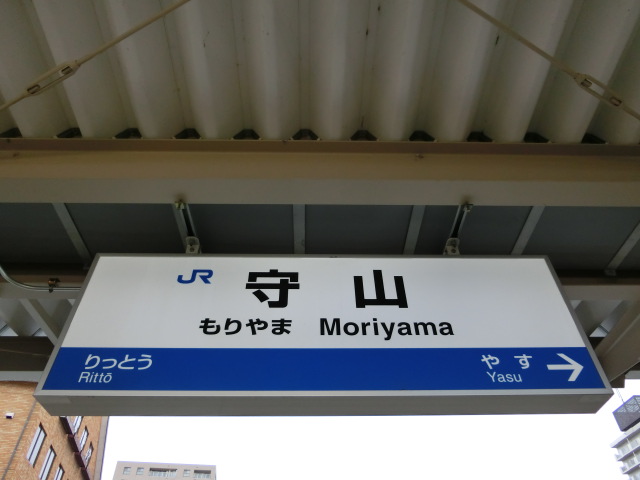 JR 守山
もりやま Moriyama
りっとう やす →
Rittō Yasu